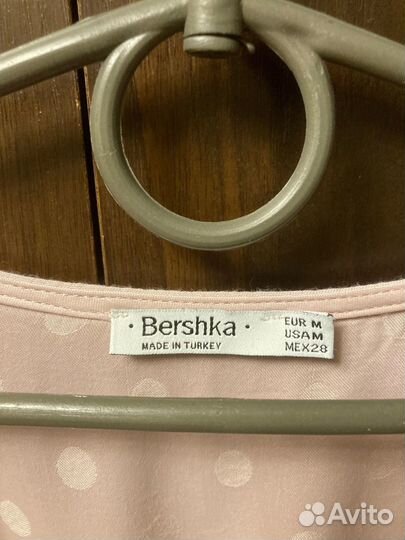 · Bershka ·
MADE IN TURKEY
EUR M
USA M
MEX 28
Avito